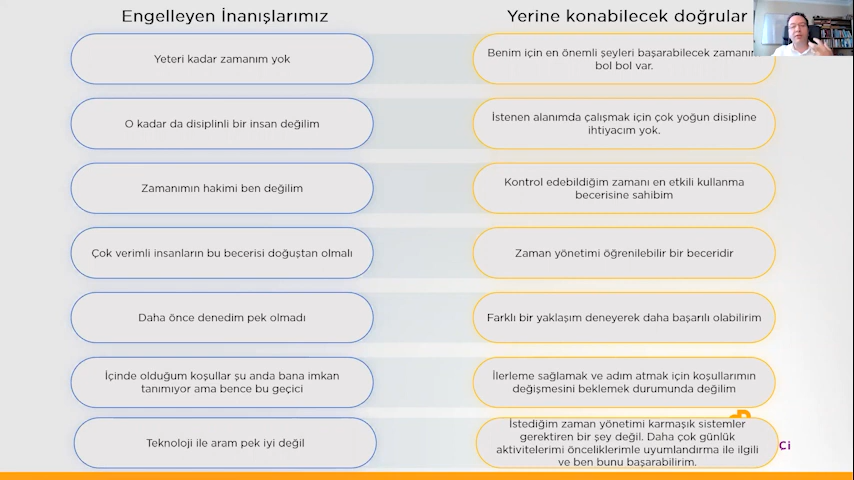 Engelleyen İnanışlarımız
Yerine konabilecek doğrular
Yeteri kadar zamanım yok
Benim için en önemli şeyleri başarabilecek
bol bol var.
O kadar da disiplinli bir insan değilim
İstenen alanımda çalışmak için çok yoğun disipline
ihtiyacım yok.
Zamanımın hakimi ben değilim
Kontrol edebildiğim zamanı en etkili kullanma
becerisine sahibim
Çok verimli insanların bu becerisi doğuştan olmalı
Zaman yönetimi öğrenilebilir bir beceridir
Daha önce denedim pek olmadı
Farklı bir yaklaşım deneyerek daha başarılı olabilirim
İçinde olduğum koşullar şu anda bana imkan
tanımıyor ama bence bu geçici
İlerleme sağlamak ve adım atmak için koşullarımın
değişmesini beklemek durumunda değilim
Teknoloji ile aram pek iyi değil
İstediğim zaman yönetimi karmaşık sistemler
gerektiren bir şey değil. Daha çok günlük
aktivitelerimi önceliklerimle uyumlandırma ile ilgili
ve ben bunu başarabilirim.